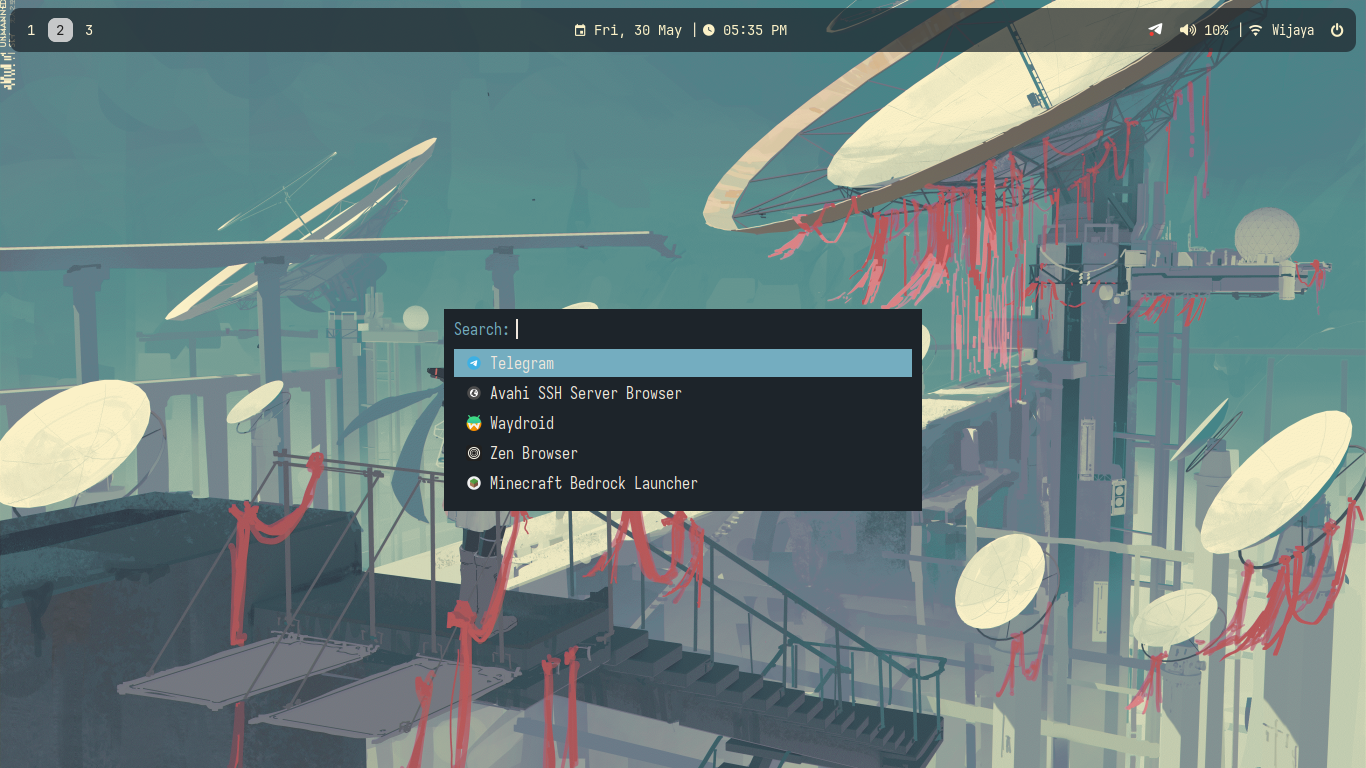 1 2 3 Fri, 30 May | 05:35 PM 10% | Wijaya
Search:
Telegram
Avahi SSH Server Browser
Waydroid
Zen Browser
Minecraft Bedrock Launcher